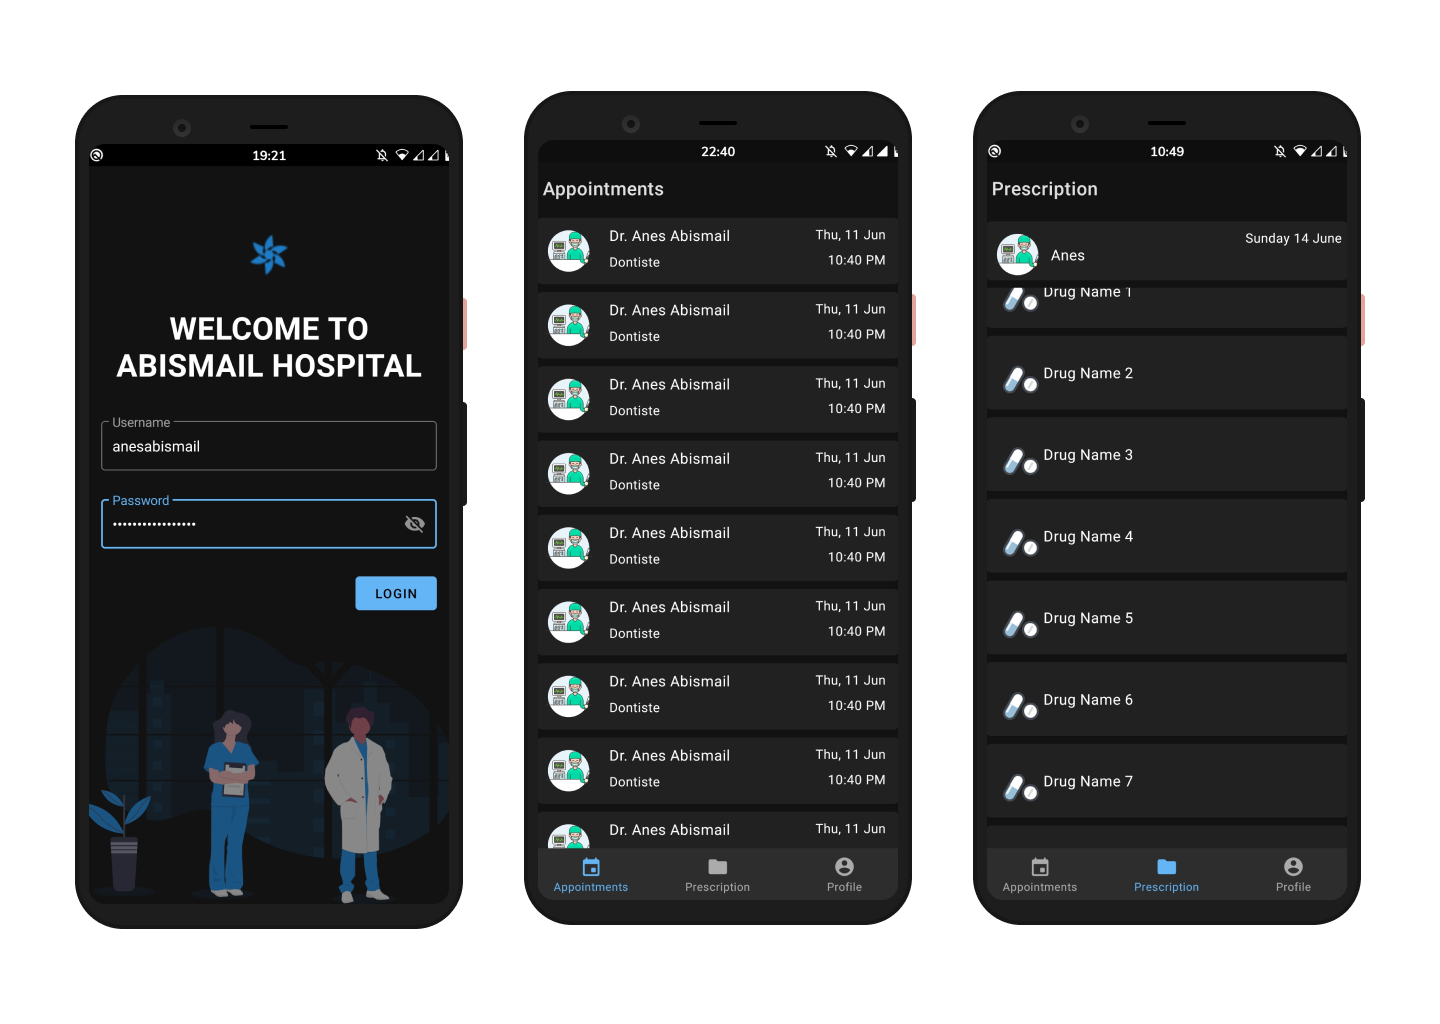 19:21
WELCOME TO
ABISMAIL HOSPITAL
Username
anesabismail
Password
•••••••••••••••••
LOGIN
22:40
Appointments
Dr. Anes Abismail
Thu, 11 Jun
Dontiste
10:40 PM
Dr. Anes Abismail
Thu, 11 Jun
Dontiste
10:40 PM
Dr. Anes Abismail
Thu, 11 Jun
Dontiste
10:40 PM
Dr. Anes Abismail
Thu, 11 Jun
Dontiste
10:40 PM
Dr. Anes Abismail
Thu, 11 Jun
Dontiste
10:40 PM
Dr. Anes Abismail
Thu, 11 Jun
Dontiste
10:40 PM
Dr. Anes Abismail
Thu, 11 Jun
Dontiste
10:40 PM
Dr. Anes Abismail
Thu, 11 Jun
Dontiste
10:40 PM
Dr. Anes Abismail
Thu, 11 Jun
Appointments
Prescription
Profile
10:49
Prescription
Sunday 14 June
Anes
Drug Name 1
Drug Name 2
Drug Name 3
Drug Name 4
Drug Name 5
Drug Name 6
Drug Name 7
Appointments
Prescription
Profile